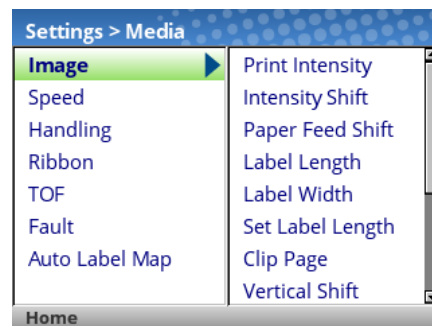 Settings > Media
Image
Speed
Handling
Ribbon
TOF
Fault
Auto Label Map
Print Intensity
Intensity Shift
Paper Feed Shift
Label Length
Label Width
Set Label Length
Clip Page
Vertical Shift
Home